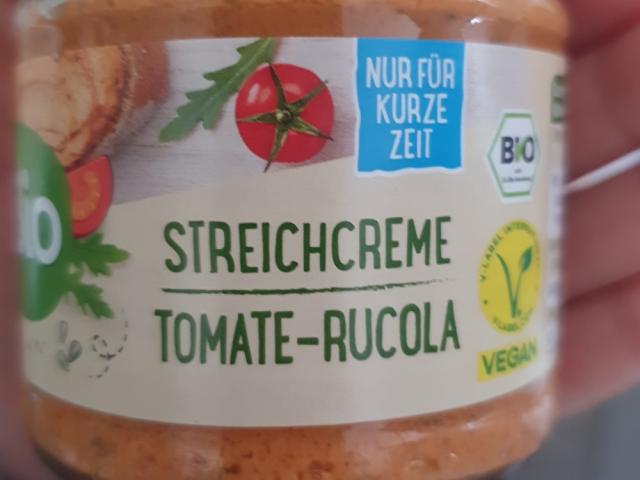 NUR FÜR
KURZE
ZEIT
BIO
STREICHCREME
TOMATE-RUCOLA
VEGAN